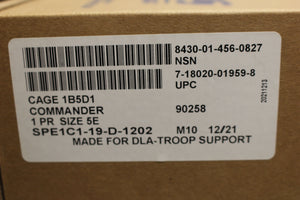 8430-01-456-0827
NSN
7-18020-01959-8
UPC
20211213
CAGE 1B5D1
COMMANDER 90258
1 PR SIZE 5E
SPE1C1-19-D-1202 M10 12/21
MADE FOR DLA-TROOP SUPPORT